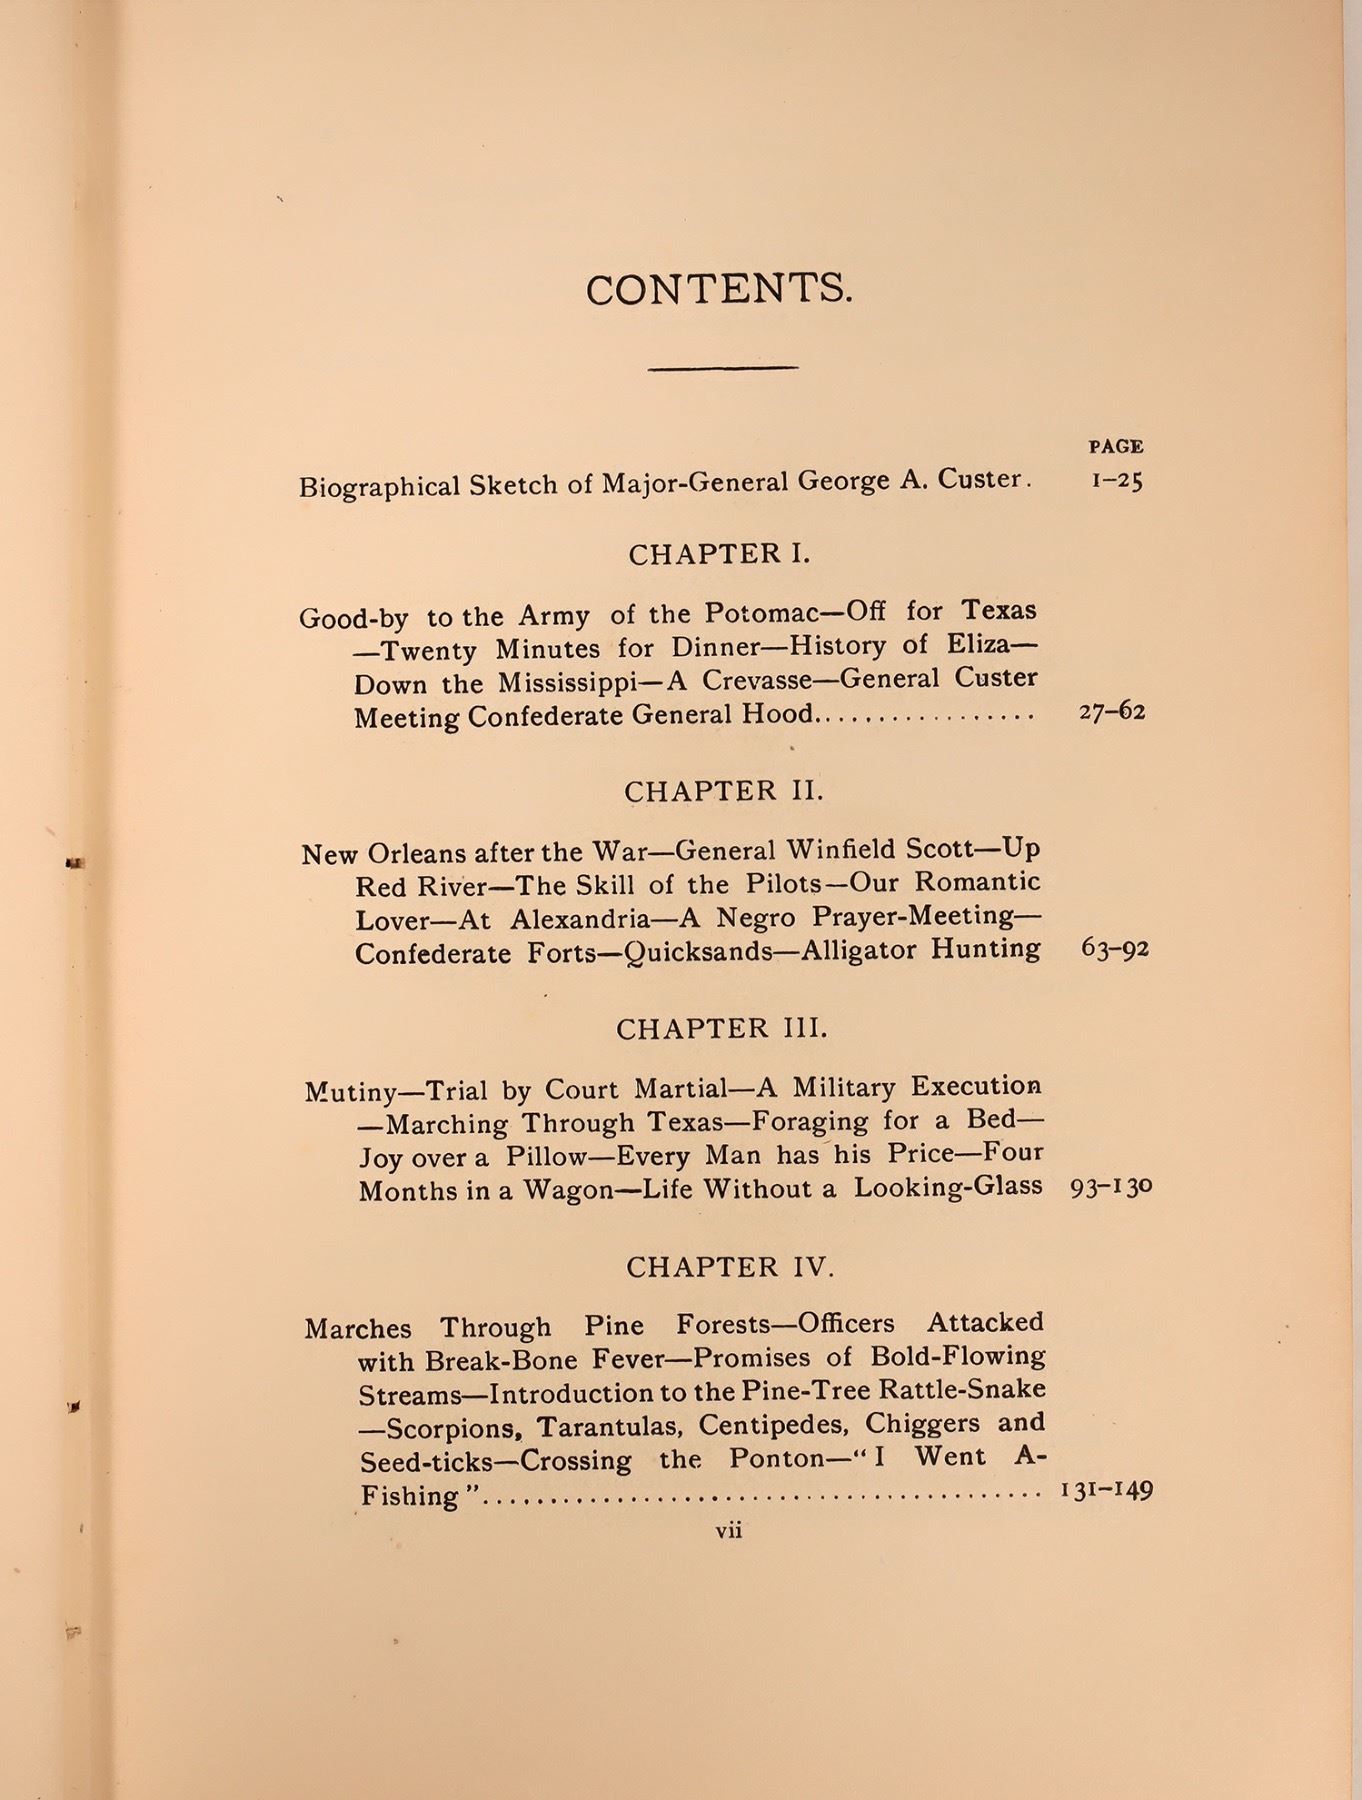 CONTENTS.
PAGE
Biographical Sketch of Major-General George A. Custer. 1–25
CHAPTER I.
Good-by to the Army of the Potomac—Off for Texas
—Twenty Minutes for Dinner—History of Eliza—
Down the Mississippi—A Crevasse—General Custer
Meeting Confederate General Hood................. 27–62
CHAPTER II.
New Orleans after the War—General Winfield Scott—Up
Red River—The Skill of the Pilots—Our Romantic
Lover—At Alexandria—A Negro Prayer-Meeting—
Confederate Forts—Quicksands—Alligator Hunting 63–92
CHAPTER III.
Mutiny—Trial by Court Martial—A Military Execution
—Marching Through Texas—Foraging for a Bed—
Joy over a Pillow—Every Man has his Price—Four
Months in a Wagon—Life Without a Looking-Glass 93–130
CHAPTER IV.
Marches Through Pine Forests—Officers Attacked
with Break-Bone Fever—Promises of Bold-Flowing
Streams—Introduction to the Pine-Tree Rattle-Snake
—Scorpions, Tarantulas, Centipedes, Chiggers and
Seed-ticks—Crossing the Ponton—“I Went A-
Fishing”.......................................... 131–149
vii